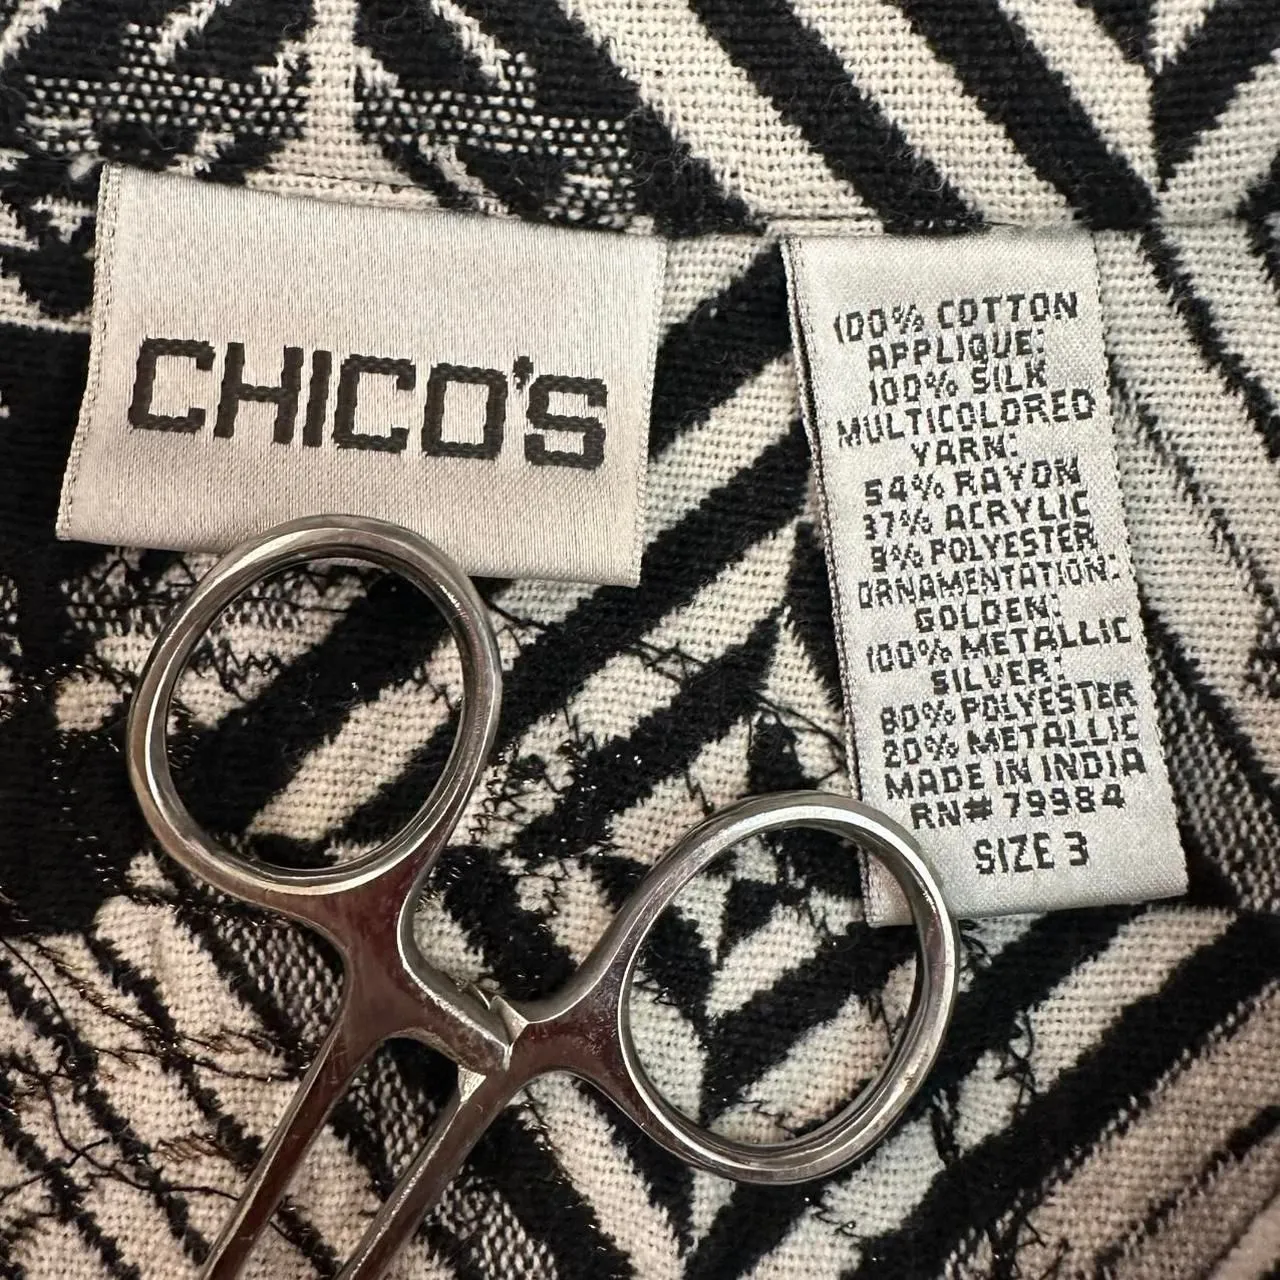 CHICO'S
100% COTTON
APPLIQUE:
100% SILK
MULTICOLORED
YARN:
54% RAYON
37% ACRYLIC
9% POLYESTER
ORNAMENTATION:
GOLDEN:
100% METALLIC
SILVER:
80% POLYESTER
20% METALLIC
MADE IN INDIA
RN# 79984
SIZE 3